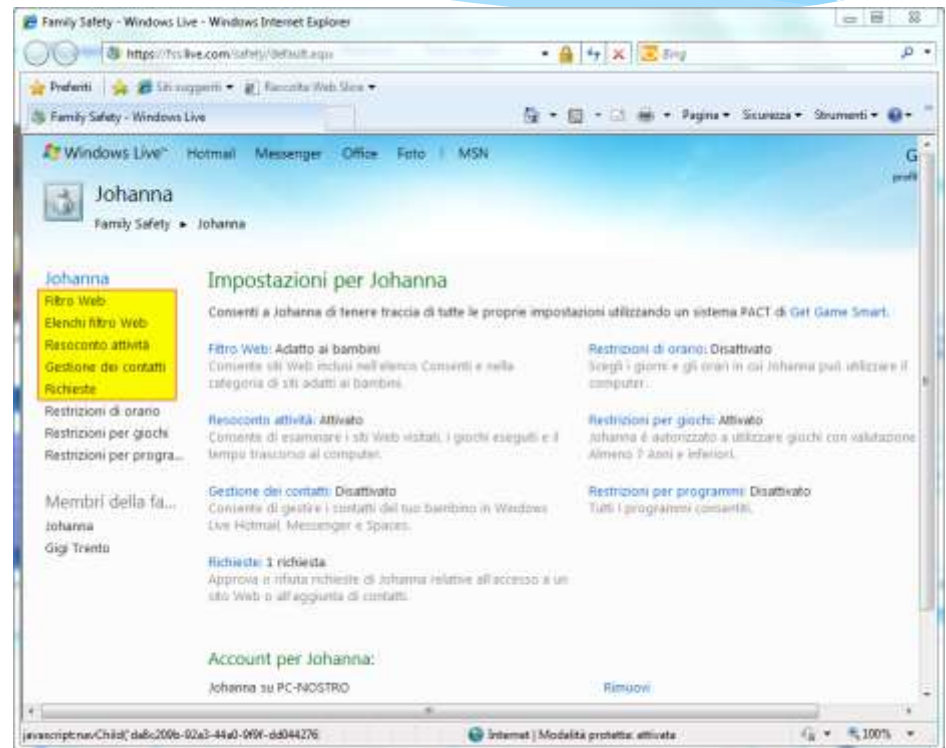 Family Safety - Windows Live - Windows Internet Explorer
https://fss.live.com/safety/default.aspx
Bing
Preferiti Siti suggeriti Raccolta Web Slice
Family Safety - Windows Live
Pagina Sicurezza Strumenti
Windows Live™ Hotmail Messenger Office Foto | MSN
G
profil
Johanna
Family Safety ▸ Johanna
Johanna
Filtro Web
Elenchi filtro Web
Resoconto attività
Gestione dei contatti
Richieste
Restrizioni di orario
Restrizioni per giochi
Restrizioni per progra...
Membri della fa...
Johanna
Gigi Trento
Impostazioni per Johanna
Consenti a Johanna di tenere traccia di tutte le proprie impostazioni utilizzando un sistema PACT di Get Game Smart.
Filtro Web: Adatto ai bambini
Consente siti Web inclusi nell'elenco Consenti e nella
categoria di siti adatti ai bambini.
Restrizioni di orario: Disattivato
Scegli i giorni e gli orari in cui Johanna può utilizzare il
computer.
Resoconto attività: Attivato
Consente di esaminare i siti Web visitati, i giochi eseguiti e il
tempo trascorso al computer.
Restrizioni per giochi: Attivato
Johanna è autorizzato a utilizzare giochi con valutazione
Almeno 7 Anni e inferiori.
Gestione dei contatti: Disattivato
Consente di gestire i contatti del tuo bambino in Windows
Live Hotmail, Messenger e Spaces.
Restrizioni per programmi: Disattivato
Tutti i programmi consentiti.
Richieste: 1 richiesta
Approva o rifiuta richieste di Johanna relative all'accesso a un
sito Web o all'aggiunta di contatti.
Account per Johanna:
Johanna su PC-NOSTRO Rimuovi
Internet | Modalità protetta: attivata 100%